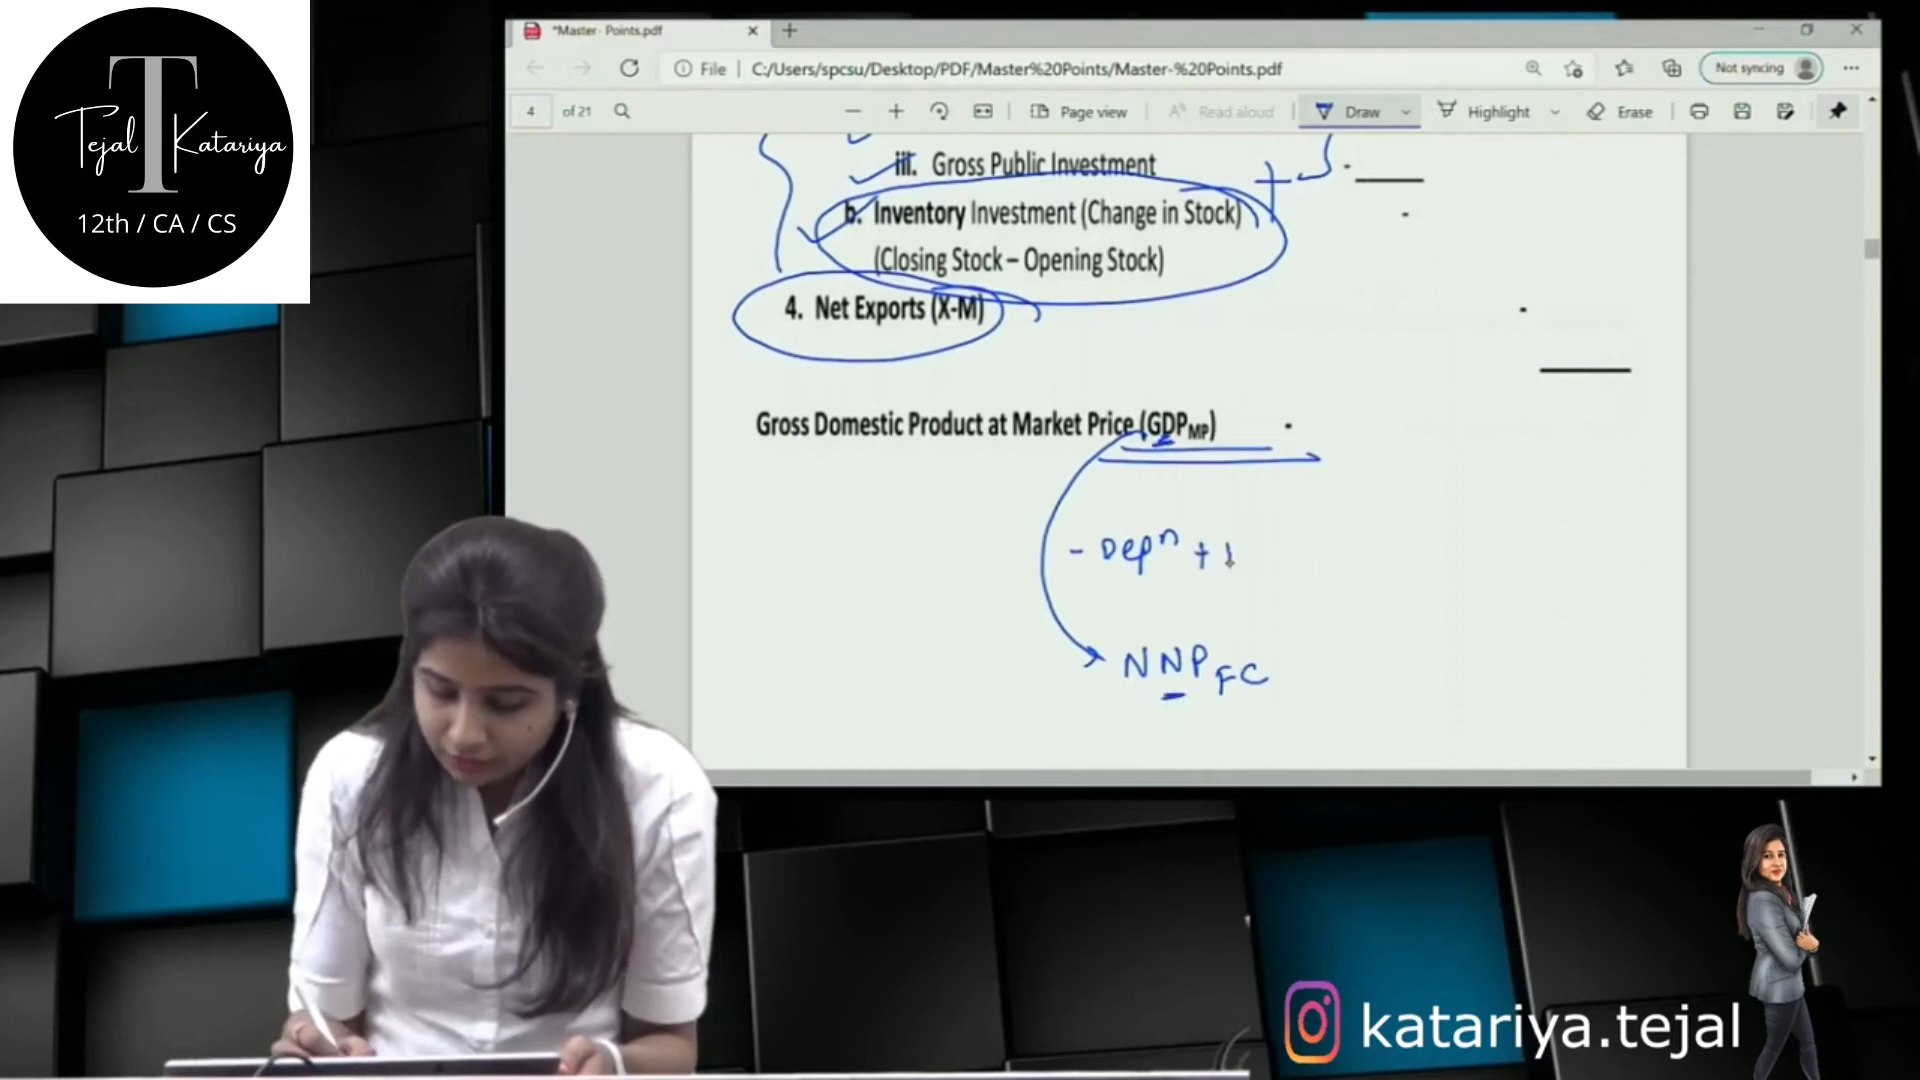 Tejal Katariya
T
12th / CA / CS
*Master- Points.pdf
File | C:/Users/spcsu/Desktop/PDF/Master%20Points/Master-%20Points.pdf
Not syncing
4 of 21
Page view
Read aloud
Draw
Highlight
Erase
iii. Gross Public Investment
b. Inventory Investment (Change in Stock)
(Closing Stock – Opening Stock)
4. Net Exports (X-M)
Gross Domestic Product at Market Price (GDPMP)
- Depn +
NNPFC
katariya.tejal